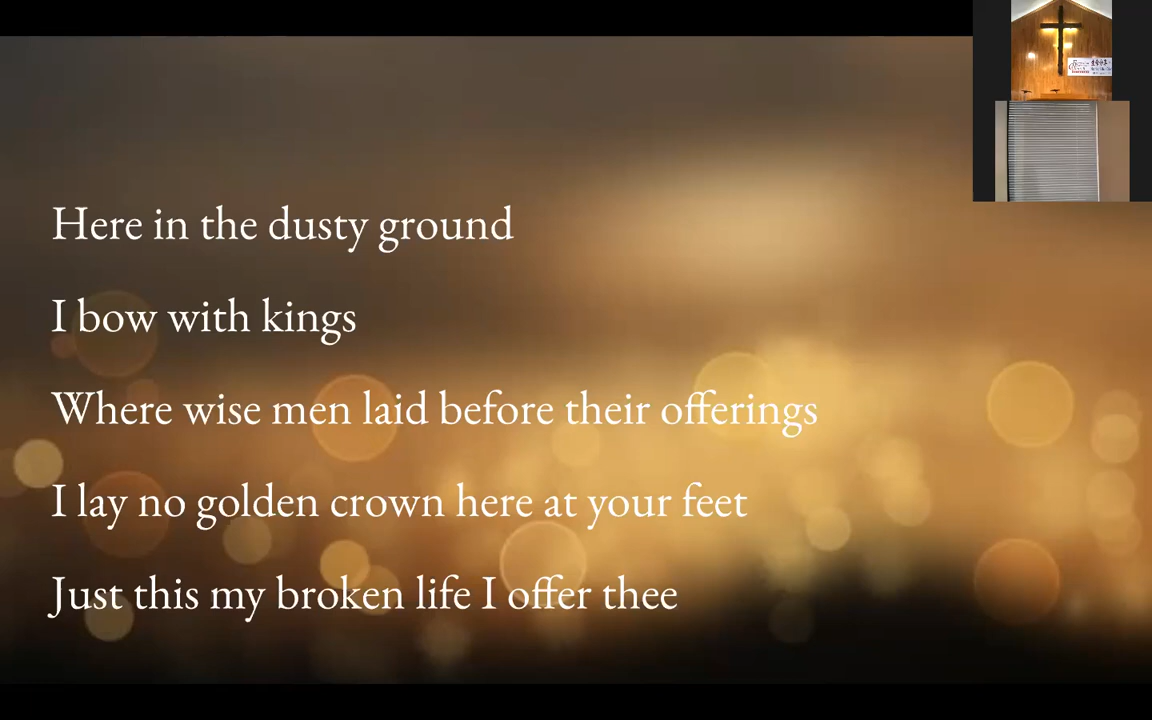 Here in the dusty ground
I bow with kings
Where wise men laid before their offerings
I lay no golden crown here at your feet
Just this my broken life I offer thee